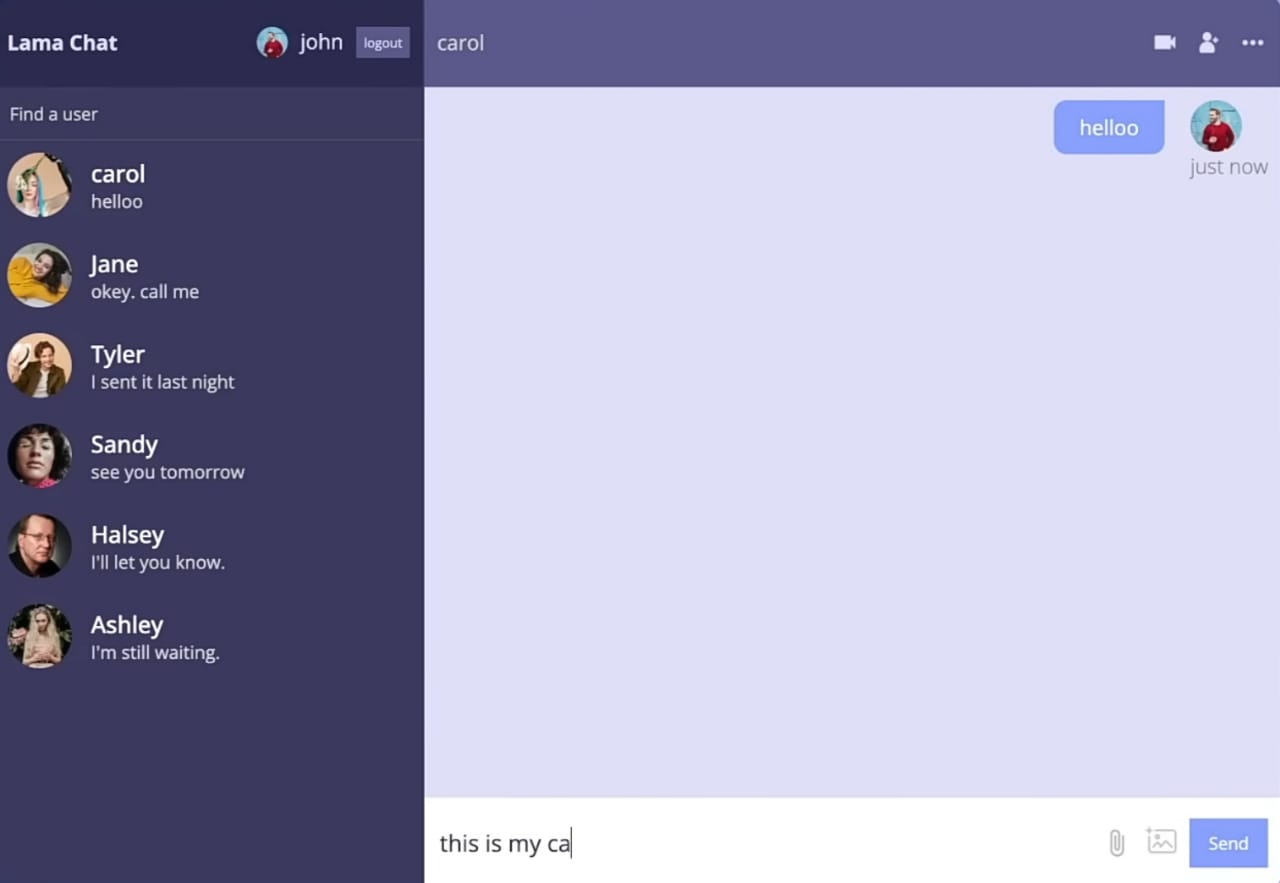 Lama Chat
john
logout
Find a user
carol
helloo
Jane
okey. call me
Tyler
I sent it last night
Sandy
see you tomorrow
Halsey
I'll let you know.
Ashley
I'm still waiting.
carol
helloo
just now
this is my ca
Send